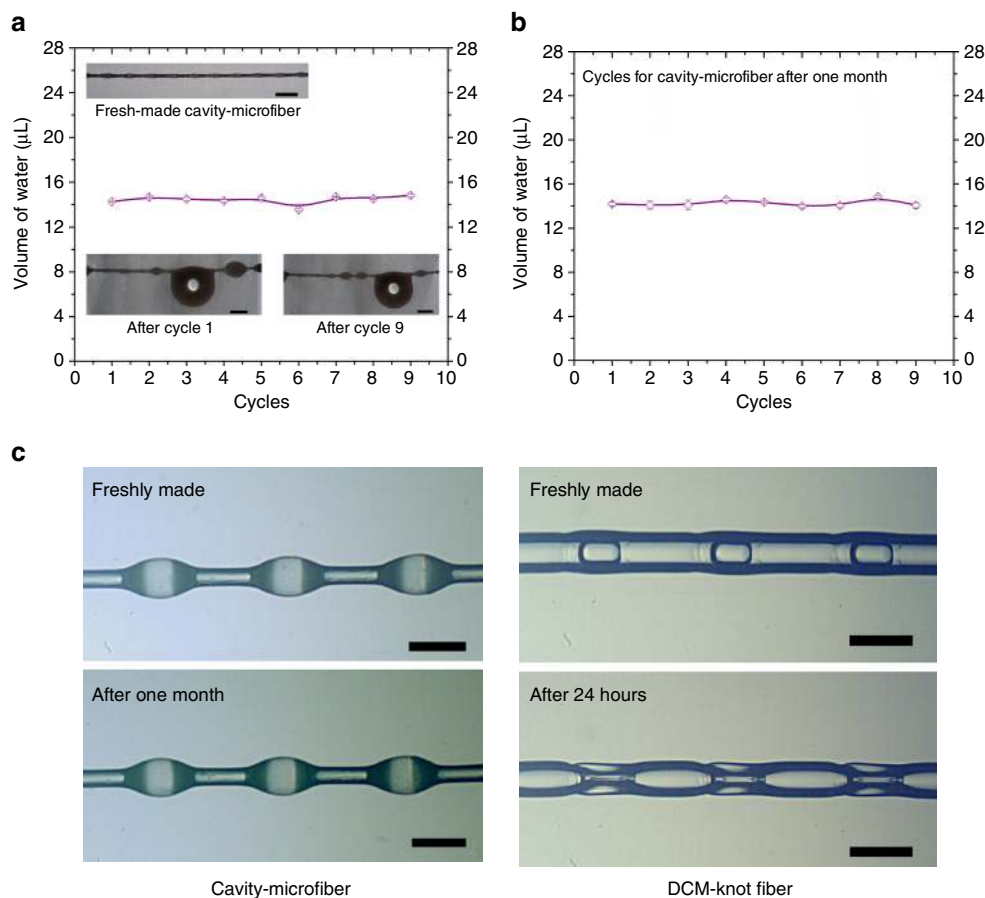 a
28
24
20
16
12
8
4
0
28
24
20
16
12
8
4
0
Volume of water (μL)
Fresh-made cavity-microfiber
After cycle 1
After cycle 9
0 1 2 3 4 5 6 7 8 9 10
Cycles
b
28
24
20
16
12
8
4
0
28
24
20
16
12
8
4
0
Volume of water (μL)
Cycles for cavity-microfiber after one month
0 1 2 3 4 5 6 7 8 9 10
Cycles
c
Freshly made
Freshly made
After one month
After 24 hours
Cavity-microfiber
DCM-knot fiber